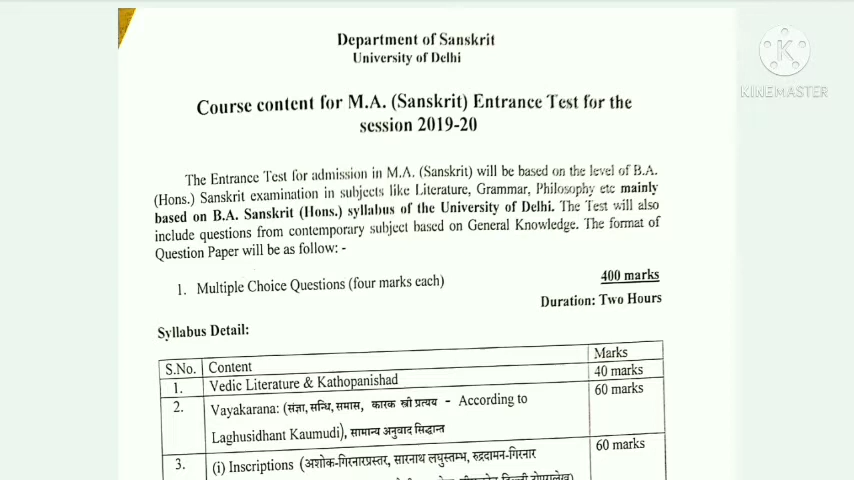 Department of Sanskrit
University of Delhi
KINEMASTER
Course content for M.A. (Sanskrit) Entrance Test for the
session 2019-20
The Entrance Test for admission in M.A. (Sanskrit) will be based on the level of B.A.
(Hons.) Sanskrit examination in subjects like Literature, Grammar, Philosophy etc mainly
based on B.A. Sanskrit (Hons.) syllabus of the University of Delhi. The Test will also
include questions from contemporary subject based on General Knowledge. The format of
Question Paper will be as follow: -
1. Multiple Choice Questions (four marks each) 400 marks
Duration: Two Hours
Syllabus Detail:
S.No. Content Marks
1. Vedic Literature & Kathopanishad 40 marks
2. Vayakarana: (संज्ञा, सन्धि, समास, कारक स्त्री प्रत्यय - According to 60 marks
Laghusidhant Kaumudi), सामान्य अनुवाद सिद्धान्त
3. (i) Inscriptions (अशोक-गिरनारप्रस्तर, सारनाथ लघुस्तम्भ, रुद्रदामन-गिरनार 60 marks